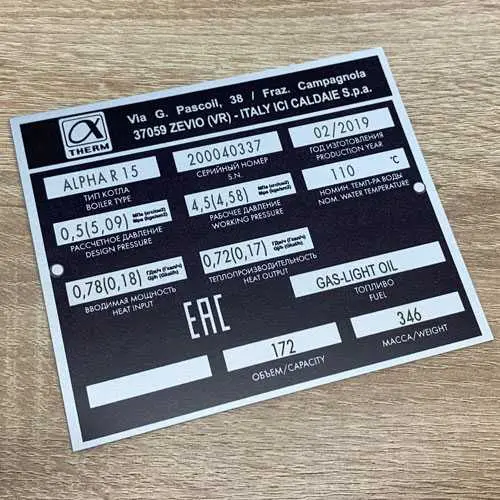 α
THERM
Via G. Pascoli, 38 / Fraz. Campagnola
37059 ZEVIO (VR) - ITALY ICI CALDAIE S.p.a.
ALPHA R 15
ТИП КОТЛА
BOILER TYPE
200040337
СЕРИЙНЫЙ НОМЕР
S.N.
02/2019
ГОД ИЗГОТОВЛЕНИЯ
PRODUCTION YEAR
0,5(5,09)
РАССЧЕТНОЕ ДАВЛЕНИЕ
DESIGN PRESSURE
4,5(4,58)
РАБОЧЕЕ ДАВЛЕНИЕ
WORKING PRESSURE
110 °C
НОМИН. ТЕМП-РА ВОДЫ
NOM. WATER TEMPERATURE
0,78(0,18)
ВВОДИМАЯ МОЩНОСТЬ
HEAT INPUT
0,72(0,17)
ТЕПЛОПРОИЗВОДИТЕЛЬНОСТЬ
HEAT OUTPUT
GAS-LIGHT OIL
ТОПЛИВО
FUEL
EAC
172
ОБЪЕМ/CAPACITY
346
МАССА/WEIGHT